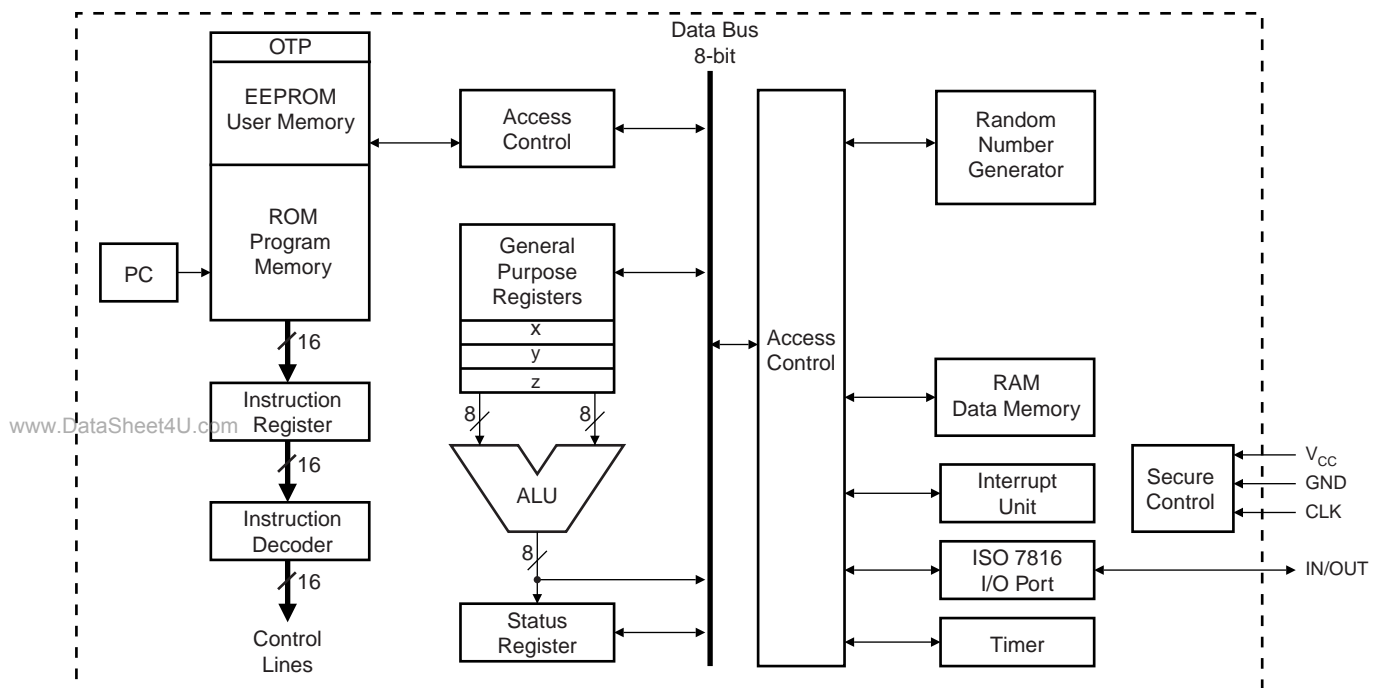 OTP
EEPROM
User Memory
ROM
Program
Memory
PC
16
Instruction
Register
16
Instruction
Decoder
16
Control
Lines
Access
Control
General
Purpose
Registers
x
y
z
8
8
ALU
8
Status
Register
Data Bus
8-bit
Access
Control
Random
Number
Generator
RAM
Data Memory
Interrupt
Unit
ISO 7816
I/O Port
Timer
Secure
Control
VCC
GND
CLK
IN/OUT
www.DataSheet4U.com